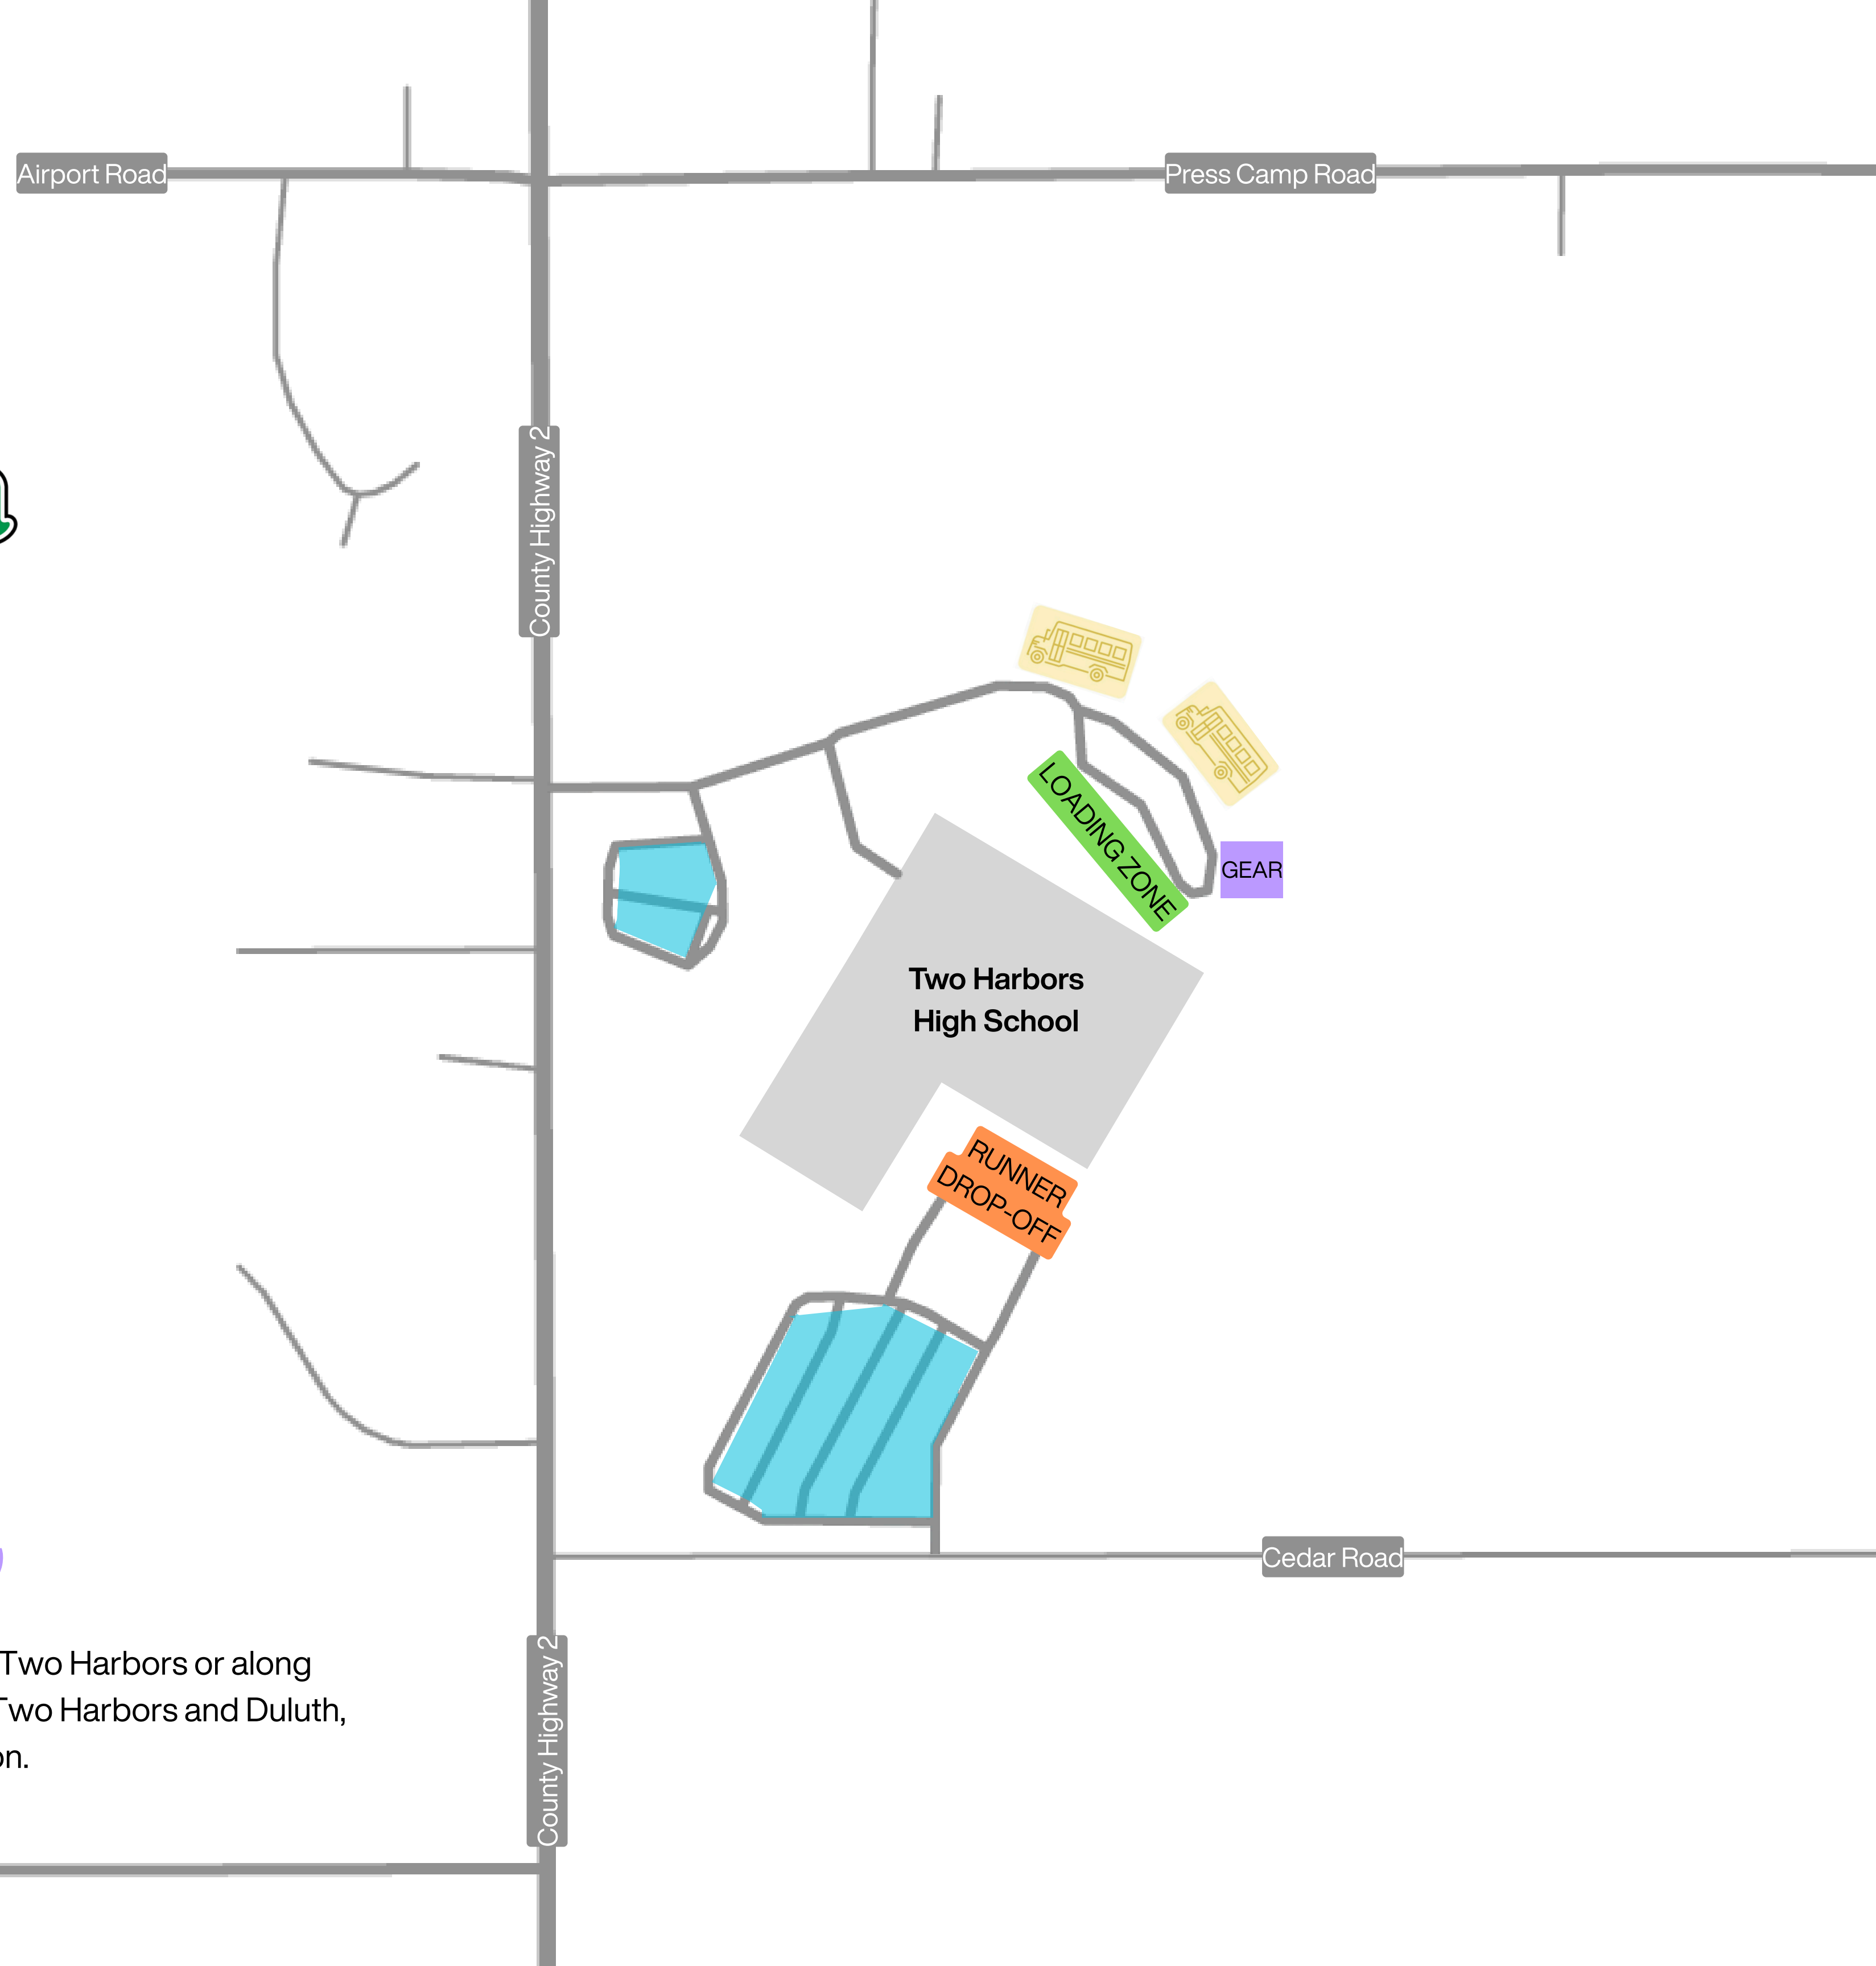 Airport Road
Press Camp Road
County Highway 2
LOADING ZONE
GEAR
Two Harbors
High School
RUNNER
DROP-OFF
Cedar Road
County Highway 2
Two Harbors or along
Two Harbors and Duluth,